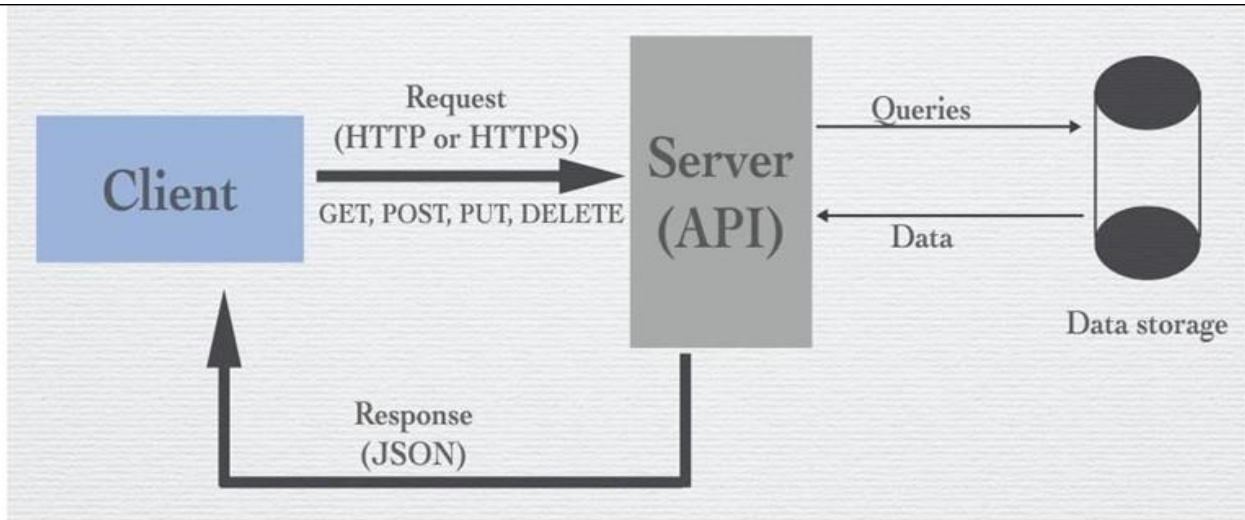 Client
Request
(HTTP or HTTPS)
GET, POST, PUT, DELETE
Server
(API)
Queries
Data
Data storage
Response
(JSON)